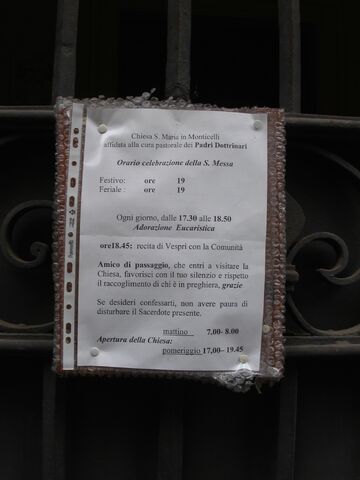 Chiesa S. Maria in Monticelli
affidata alla cura pastorale dei Padri Dottrinari
Orario celebrazione della S. Messa
Festivo: ore 19
Feriale : ore 19
Ogni giorno, dalle 17.30 alle 18.50
Adorazione Eucaristica
ore18.45: recita di Vespri con la Comunità
Amico di passaggio, che entri a visitare la
Chiesa, favorisci con il tuo silenzio e rispetto
il raccoglimento di chi è in preghiera, grazie
Se desideri confessarti, non avere paura di
disturbare il Sacerdote presente.
mattino 7.00- 8.00
Apertura della Chiesa:
pomeriggio 17,00- 19.45